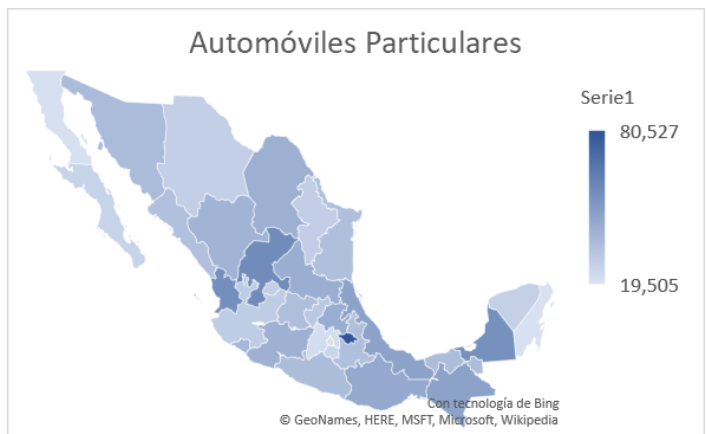 Automóviles Particulares
Serie1
80,527
19,505
Con tecnología de Bing
© GeoNames, HERE, MSFT, Microsoft, Wikipedia